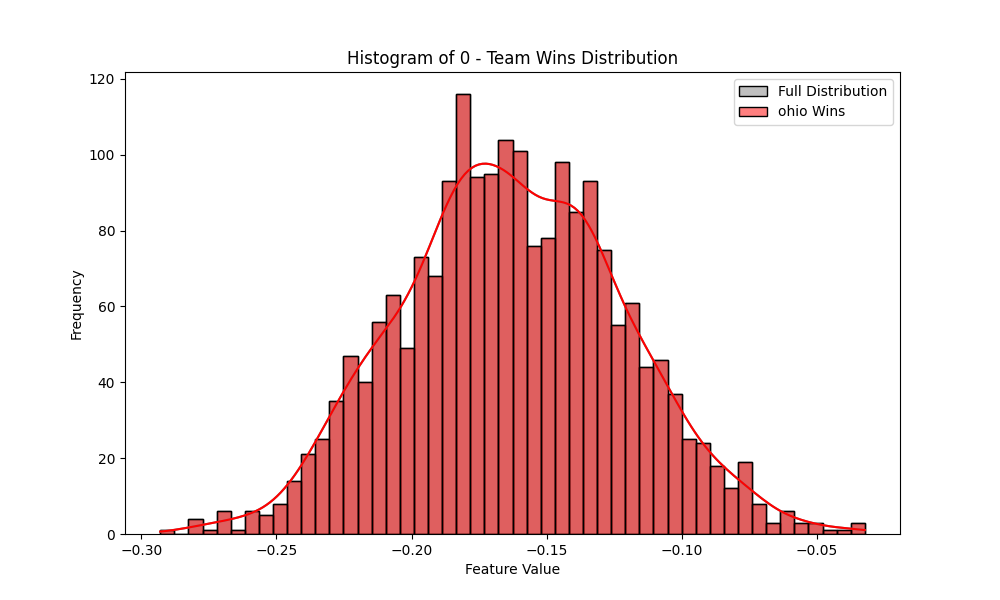 Histogram of 0 - Team Wins Distribution
Full Distribution
ohio Wins
Frequency
120
100
80
60
40
20
0
−0.30 −0.25 −0.20 −0.15 −0.10 −0.05
Feature Value